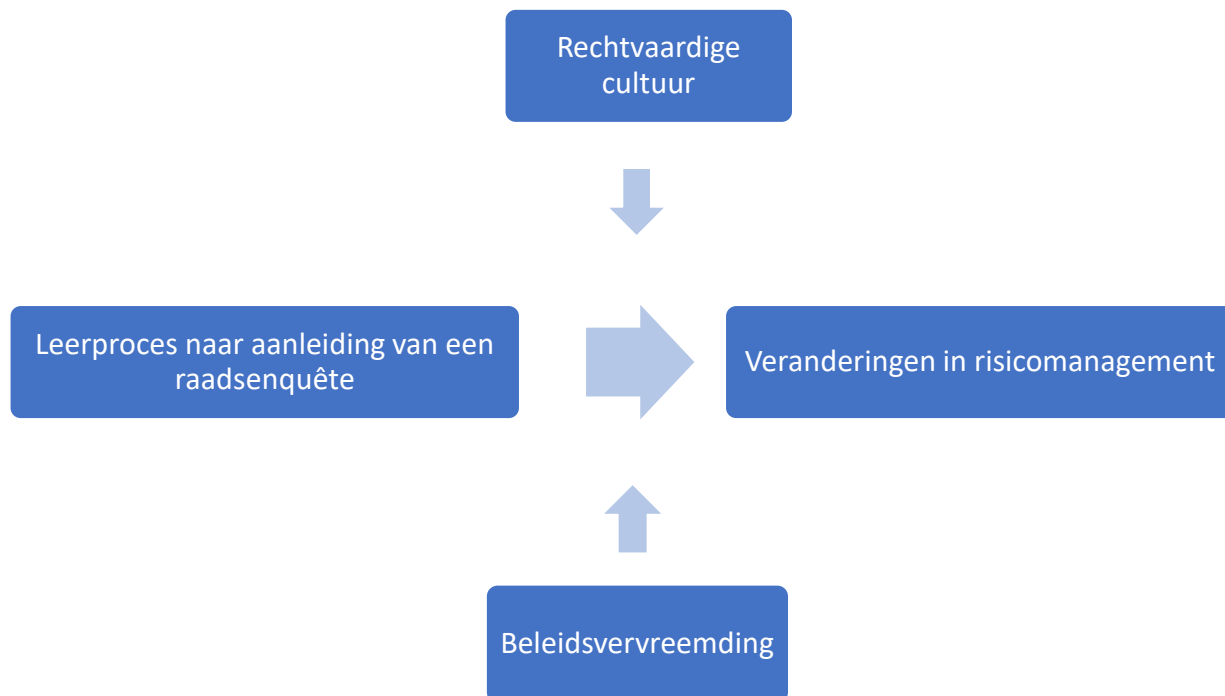 Rechtvaardige
cultuur
Leerproces naar aanleiding van een
raadsenquête
Veranderingen in risicomanagement
Beleidsvervreemding